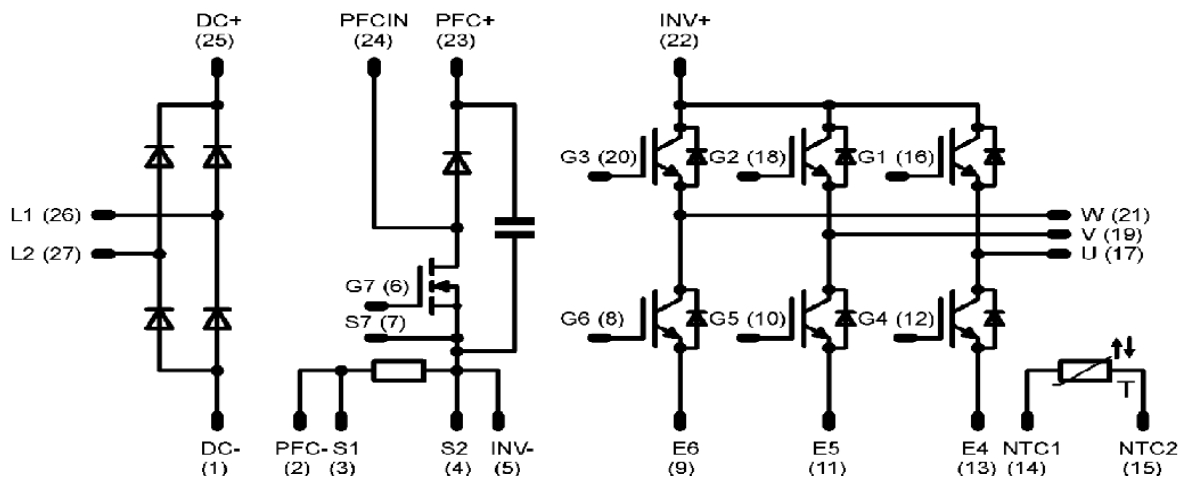 DC+ PFCIN PFC+ INV+
(25) (24) (23) (22)
G3 (20) G2 (18) G1 (16)
L1 (26) W (21)
V (19)
L2 (27) U (17)
G7 (6)
S7 (7) G6 (8) G5 (10) G4 (12)
T
DC- PFC- S1 S2 INV- E6 E5 E4 NTC1 NTC2
(1) (2) (3) (4) (5) (9) (11) (13) (14) (15)